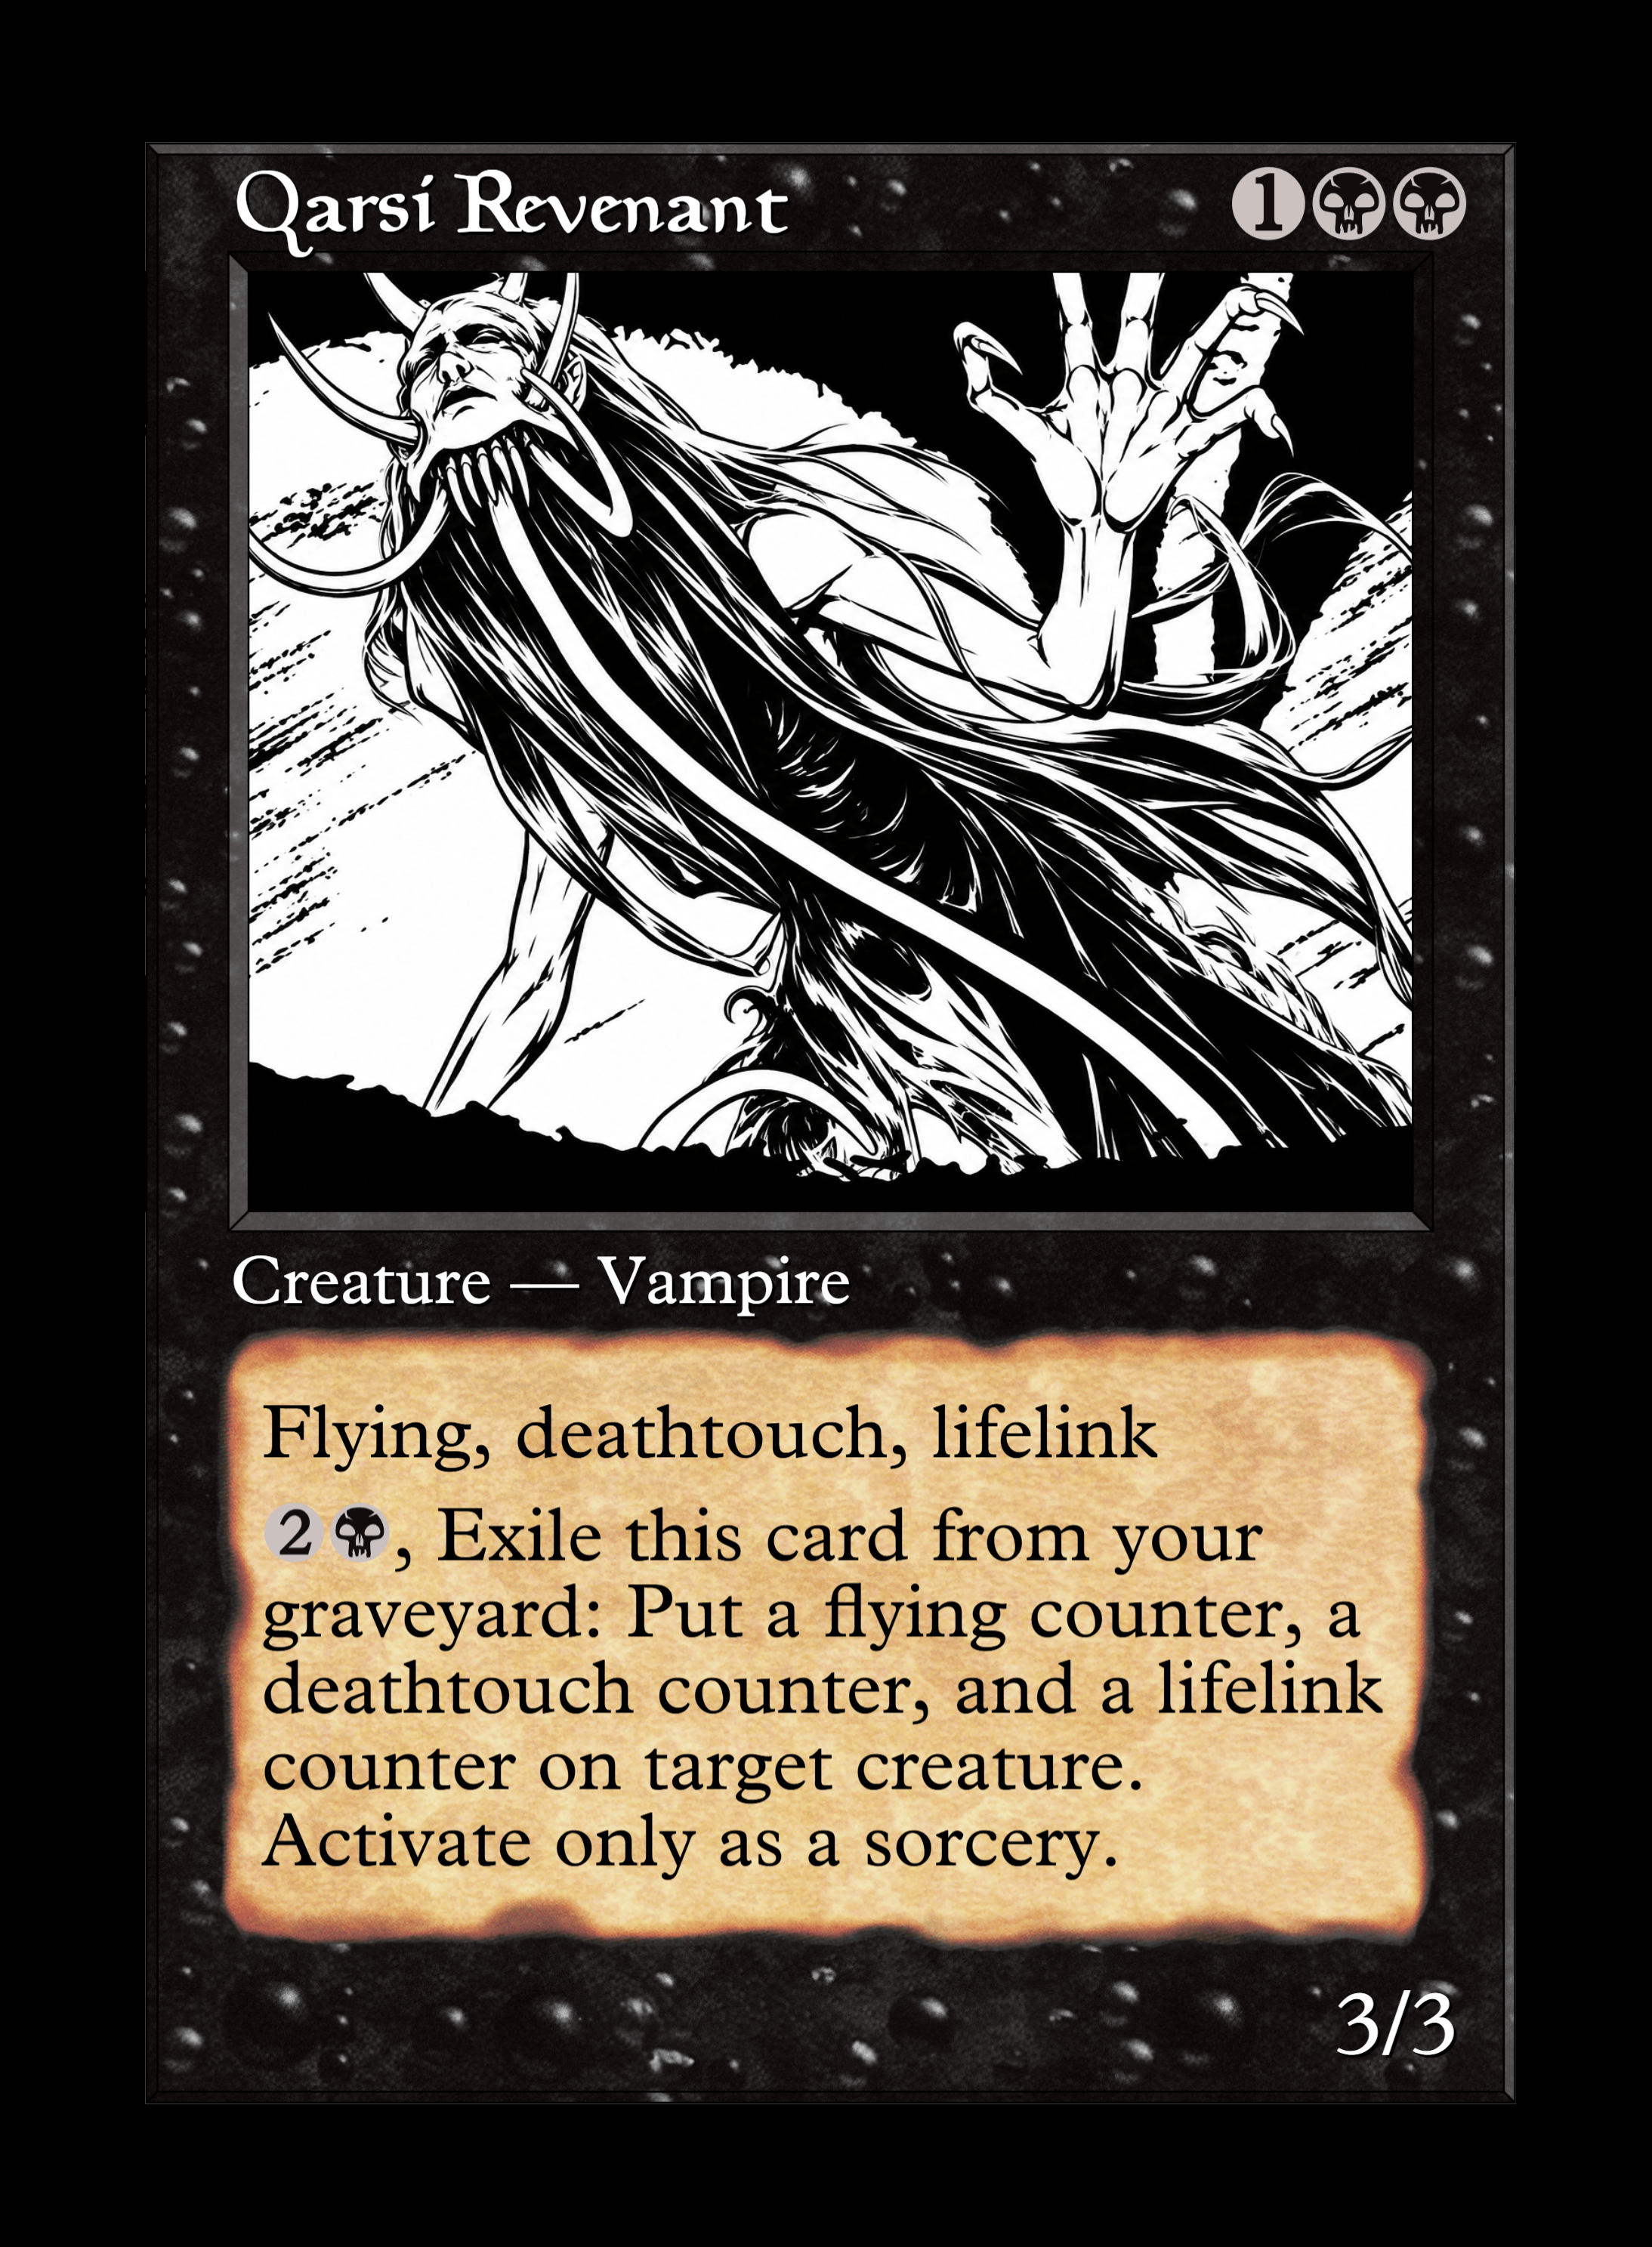 Qarsi Revenant 1
Creature — Vampire
Flying, deathtouch, lifelink
2, Exile this card from your
graveyard: Put a flying counter, a
deathtouch counter, and a lifelink
counter on target creature.
Activate only as a sorcery.
3/3